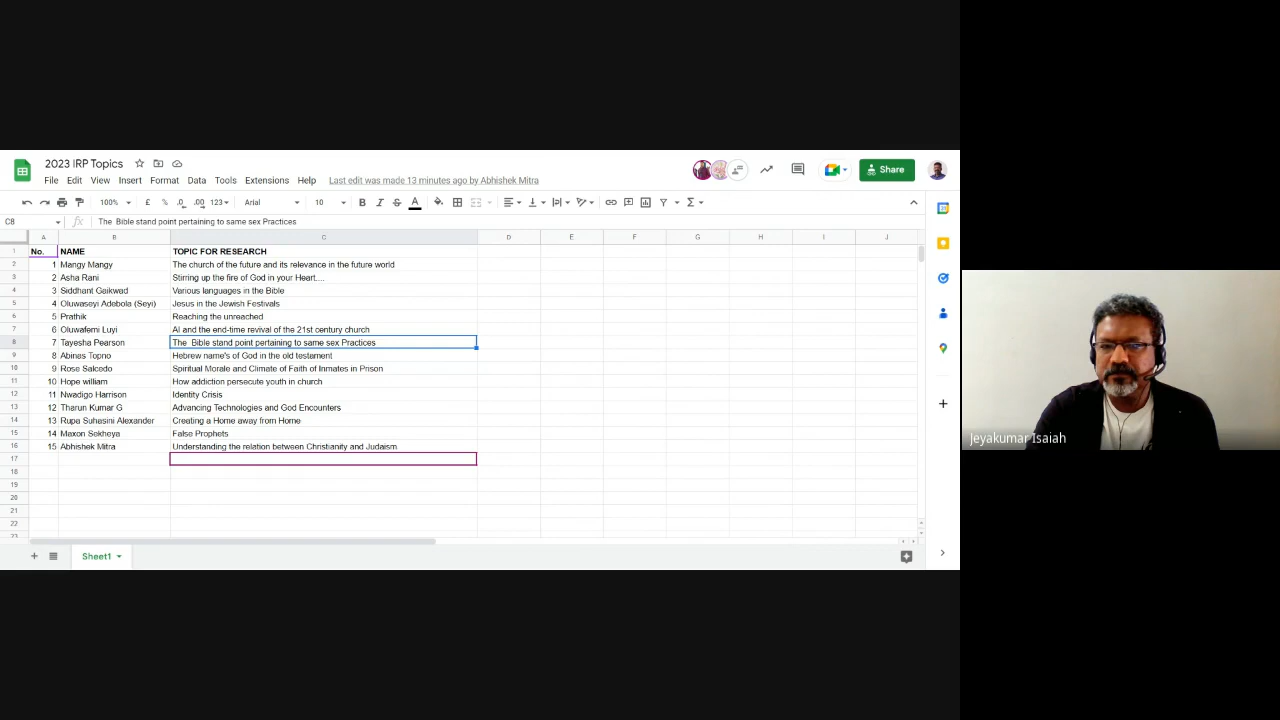 2023 IRP Topics
Share
File Edit View Insert Format Data Tools Extensions Help Last edit was made 13 minutes ago by Abhishek Mitra
100% £ % .0 .00 123 Arial 10 B I S A
C8 fx The Bible stand point pertaining to same sex Practices
A B C D E F G H I J
1 No. NAME TOPIC FOR RESEARCH
2 1 Mangy Mangy The church of the future and its relevance in the future world
3 2 Asha Rani Stirring up the fire of God in your Heart....
4 3 Siddhant Gaikwad Various languages in the Bible
5 4 Oluwaseyi Adebola (Seyi) Jesus in the Jewish Festivals
6 5 Prathik Reaching the unreached
7 6 Oluwafemi Luyi AI and the end-time revival of the 21st century church
8 7 Tayesha Pearson The Bible stand point pertaining to same sex Practices
9 8 Abinas Topno Hebrew name's of God in the old testament
10 9 Rose Salcedo Spiritual Morale and Climate of Faith of Inmates in Prison
11 10 Hope william How addiction persecute youth in church
12 11 Nwadigo Harrison Identity Crisis
13 12 Tharun Kumar G Advancing Technologies and God Encounters
14 13 Rupa Suhasini Alexander Creating a Home away from Home
15 14 Maxon Sekheya False Prophets
16 15 Abhishek Mitra Understanding the relation between Christianity and Judaism
17
18
19
20
21
22
23
Sheet1
Jeyakumar Isaiah